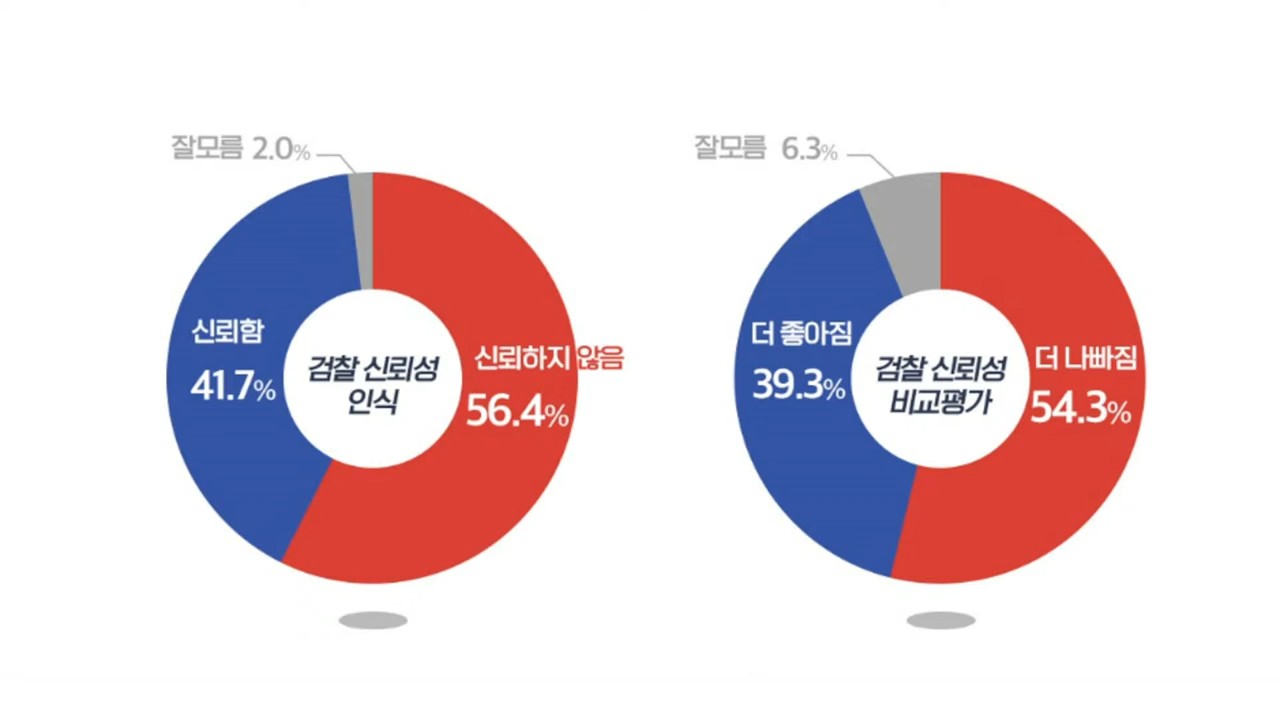 잘모름 2.0%
신뢰함
41.7%
검찰 신뢰성
인식
신뢰하지 않음
56.4%
잘모름 6.3%
더 좋아짐
39.3%
검찰 신뢰성
비교평가
더 나빠짐
54.3%